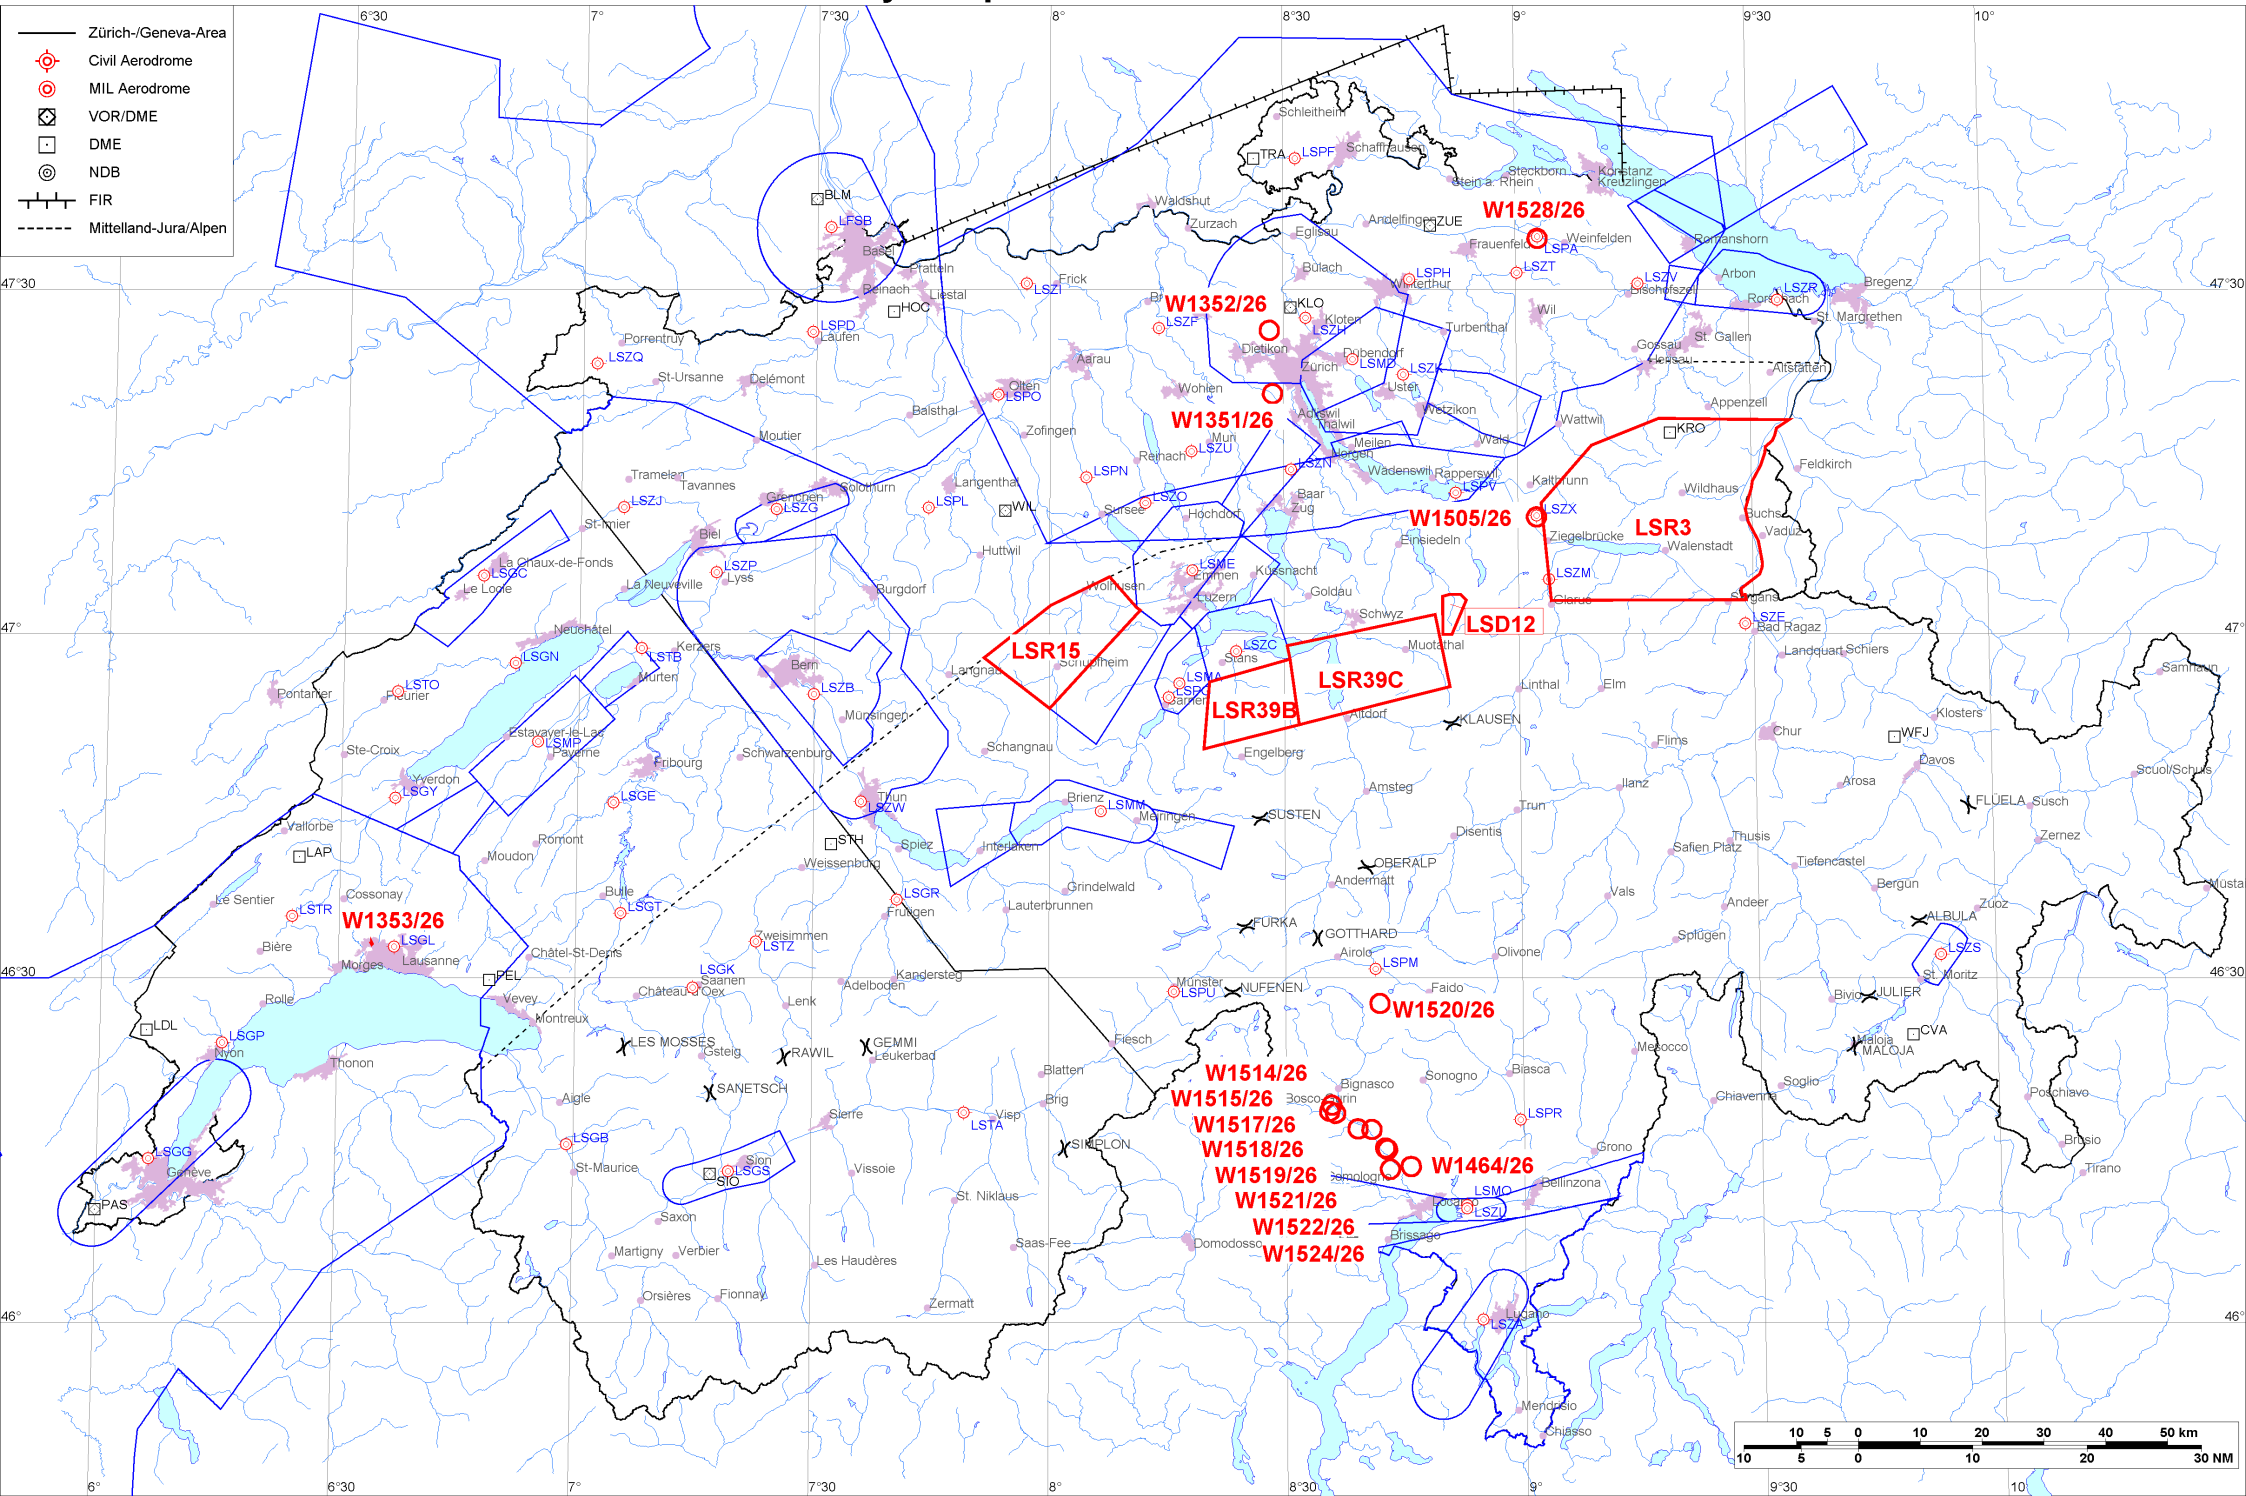 6°30
7°
7°30
8°
8°30
9°
9°30
10°
Zürich-/Geneva-Area
Civil Aerodrome
MIL Aerodrome
VOR/DME
DME
NDB
FIR
Mittelland-Jura/Alpen
Schleitheim
TRA
LSPF
Schaffhausen
Steckborn
Stein a. Rhein
Konstanz
Kreuzlingen
BLM
LFSB
Basel
Waldshut
Zurzach
Eglisau
Andelfingen
ZUE
W1528/26
Frauenfeld
Weinfelden
LSPA
Romanshorn
Pratteln
Reinach
Liestal
HOC
Frick
LSZI
Bülach
LSPH
Winterthur
LSZT
LSZV
Bischofszell
Arbon
LSZR
Rorschach
Bregenz
47°30
47°30
W1352/26
KLO
Kloten
LSZH
LSPD
Laufen
LSZF
Wil
St. Margrethen
Turbenthal
St. Gallen
Gossau
Herisau
Porrentruy
LSZQ
Dietikon
Zürich
Dübendorf
LSMD
LSZK
Uster
Aarau
Altstätten
St-Ursanne
Delémont
Olten
LSPO
Wohlen
Wetzikon
Appenzell
Balsthal
W1351/26
Adliswil
Thalwil
Wattwil
KRO
Moutier
Zofingen
Muri
LSZU
Meilen
Horgen
Wald
Reinach
LSPN
LSZN
Wädenswil
Rapperswil
LSPV
Kaltbrunn
Feldkirch
Tramelan
Tavannes
Grenchen
Solothurn
LSZG
Langenthal
LSPL
WIL
LSZO
Sursee
Hochdorf
Baar
Zug
W1505/26
LSZX
Wildhaus
Buchs
LSZJ
St-Imier
Biel
Huttwil
Einsiedeln
Ziegelbrücke
LSR3
Walenstadt
Vaduz
La Chaux-de-Fonds
LSGC
Le Locle
LSZP
Lyss
La Neuveville
Burgdorf
Wolhusen
LSME
Emmen
Luzern
Küssnacht
Goldau
LSZM
Glarus
Sargans
Schwyz
LSD12
LSZE
Bad Ragaz
47°
47°
Neuchâtel
LSGN
LSTB
Kerzers
Murten
Bern
LSZB
Langnau
LSR15
Schüpfheim
LSZC
Stans
Muotathal
Landquart
Schiers
Samnaun
LSTO
Fleurier
Pontarlier
Münsingen
LSMA
LSPG
Sarnen
LSR39B
LSR39C
Altdorf
Linthal
Elm
KLAUSEN
Klosters
WFJ
Chur
Flims
Ste-Croix
Estavayer-le-Lac
LSMP
Payerne
Fribourg
Schwarzenburg
Schangnau
Engelberg
Davos
Scuol/Schuls
Yverdon
LSGY
LSGE
Thun
LSZW
Brienz
LSMM
Meiringen
Amsteg
SUSTEN
Trun
Ilanz
Arosa
FLÜELA
Susch
Vallorbe
LAP
Romont
Moudon
STH
Spiez
Weissenburg
Interlaken
Disentis
OBERALP
Andermatt
Safien Platz
Thusis
Tiefencastel
Zernez
Le Sentier
Cossonay
LSTR
Bulle
LSGT
LSGR
Frutigen
Grindelwald
Lauterbrunnen
FURKA
GOTTHARD
Vals
Andeer
Bergün
Zuoz
ALBULA
W1353/26
LSGL
Lausanne
Morges
Bière
Zweisimmen
LSTZ
Châtel-St-Denis
Airolo
LSPM
Olivone
Splügen
LSZS
St. Moritz
46°30
46°30
PEL
Vevey
LSGK
Saanen
Château-d'Oex
Lenk
Adelboden
Kandersteg
Münster
LSPU
NUFENEN
W1520/26
Faido
Bivio
JULIER
CVA
Rolle
LDL
LSGP
Nyon
Montreux
Thonon
LES MOSSES
Gsteig
RAWIL
GEMMI
Leukerbad
Fiesch
Mesocco
Maloja
MALOJA
SANETSCH
Blatten
Brig
W1514/26
Bignasco
Sonogno
Biasca
Soglio
Chiavenna
Poschiavo
Aigle
Sierre
LSTA
Visp
W1515/26
W1517/26
LSPR
LSGG
Genève
LSGB
St-Maurice
Sion
LSGS
SIO
Vissoie
SIMPLON
W1518/26
W1519/26
W1464/26
Grono
Brusio
Tirano
PAS
St. Niklaus
W1521/26
LSMO
LSZL
Bellinzona
Saxon
W1522/26
Martigny
Verbier
Les Haudères
Saas-Fee
Domodosso
W1524/26
Brissago
Orsières
Fionnay
Zermatt
Lugano
LSZA
46°
46°
Mendrisio
Chiasso
10 5 0 10 20 30 40 50 km
10 5 0 10 20 30 NM
6°
6°30
7°
7°30
8°
8°30
9°
9°30
10°